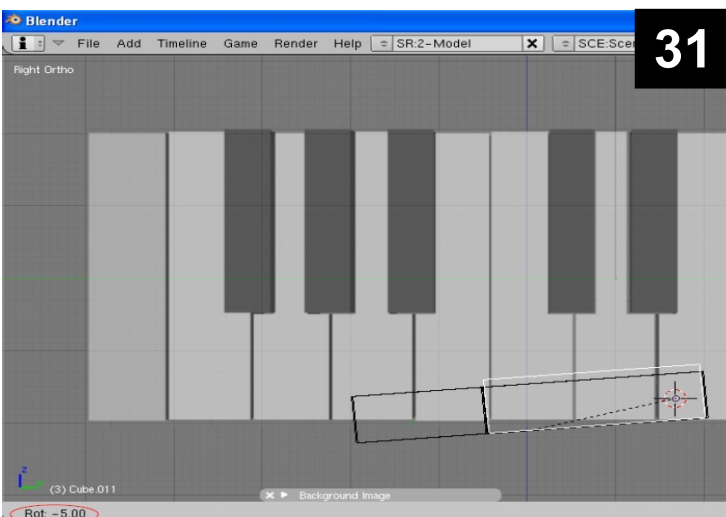 Blender
File Add Timeline Game Render Help SR:2-Model SCE:Scen
31
Right Ortho
z
(3) Cube.011
Background Image
Rot: -5.00